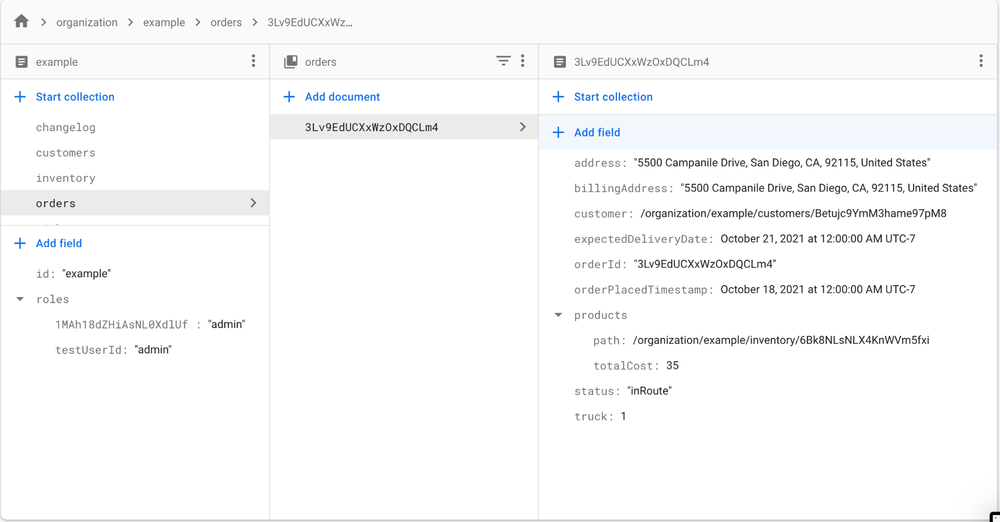 organization > example > orders > 3Lv9EdUCXxWz...
example
Start collection
changelog
customers
inventory
orders
Add field
id: "example"
roles
1MAh18dZHiAsNL0XdlUf : "admin"
testUserId: "admin"
orders
Add document
3Lv9EdUCXxWzOxDQCLm4
3Lv9EdUCXxWzOxDQCLm4
Start collection
Add field
address: "5500 Campanile Drive, San Diego, CA, 92115, United States"
billingAddress: "5500 Campanile Drive, San Diego, CA, 92115, United States"
customer: /organization/example/customers/Betujc9YmM3hame97pM8
expectedDeliveryDate: October 21, 2021 at 12:00:00 AM UTC-7
orderId: "3Lv9EdUCXxWzOxDQCLm4"
orderPlacedTimestamp: October 18, 2021 at 12:00:00 AM UTC-7
products
path: /organization/example/inventory/6Bk8NLsNLX4KnWVm5fxi
totalCost: 35
status: "inRoute"
truck: 1